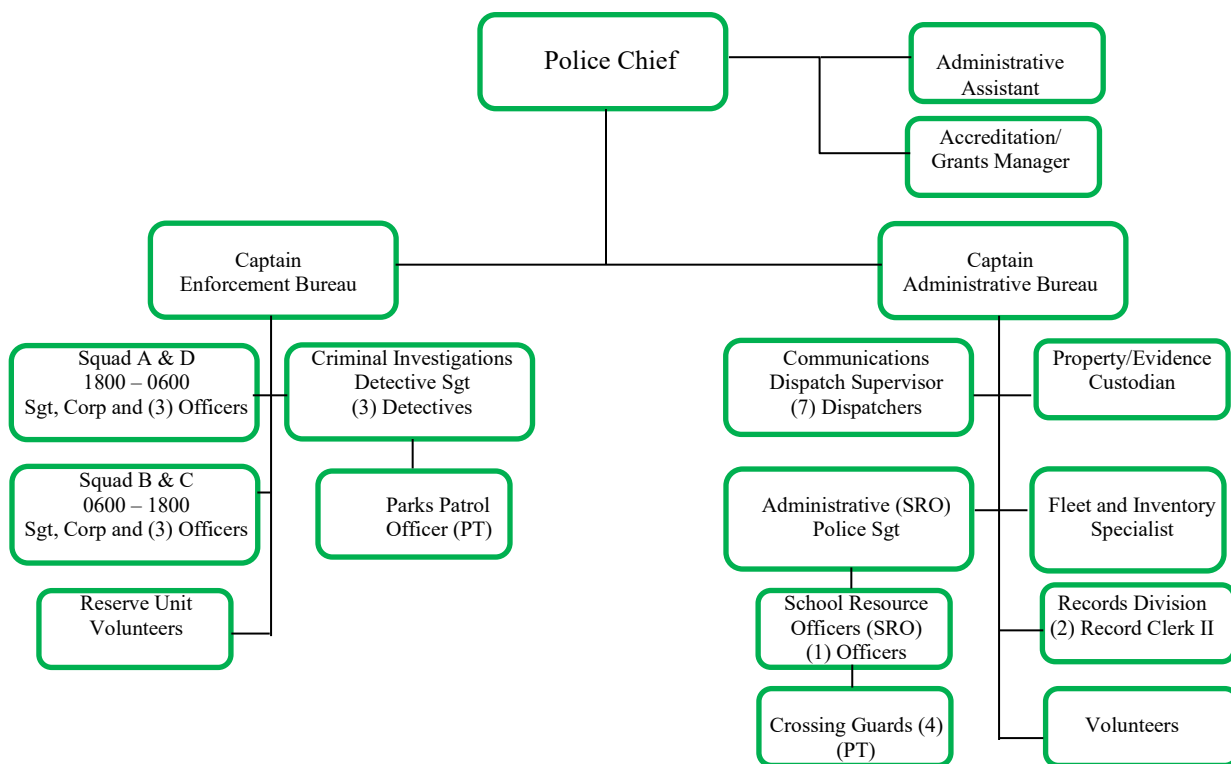 Police Chief
Administrative
Assistant
Accreditation/
Grants Manager
Captain
Enforcement Bureau
Captain
Administrative Bureau
Squad A & D
1800 – 0600
Sgt, Corp and (3) Officers
Criminal Investigations
Detective Sgt
(3) Detectives
Communications
Dispatch Supervisor
(7) Dispatchers
Property/Evidence
Custodian
Squad B & C
0600 – 1800
Sgt, Corp and (3) Officers
Parks Patrol
Officer (PT)
Administrative (SRO)
Police Sgt
Fleet and Inventory
Specialist
Reserve Unit
Volunteers
School Resource
Officers (SRO)
(1) Officers
Records Division
(2) Record Clerk II
Crossing Guards (4)
(PT)
Volunteers